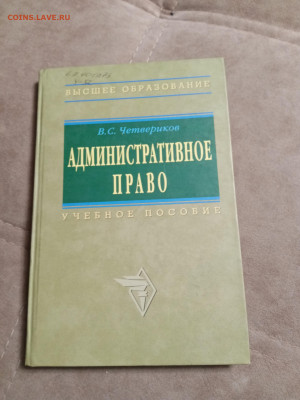 COINS.LAVE.RU
ВЫСШЕЕ ОБРАЗОВАНИЕ
В.С. Четвериков
АДМИНИСТРАТИВНОЕ
ПРАВО
УЧЕБНОЕ ПОСОБИЕ